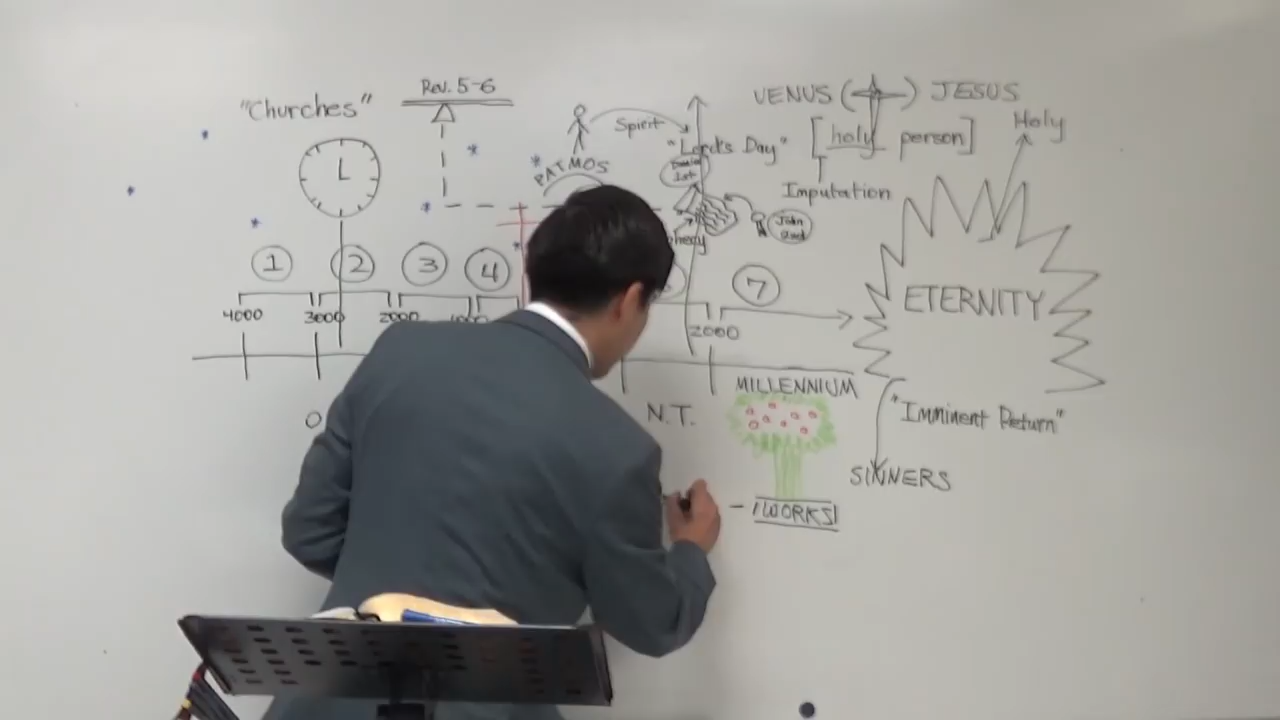 Rev. 5-6
"Churches"
VENUS ( ) JESUS
Spirit
"Lord's Day"
[holy person]
Holy
PATMOS
Imputation
John
1 2 3 4 7
ETERNITY
4000 3000 2000 2000
MILLENNIUM
O N.T.
"Imminent Return"
SINNERS
- WORKS